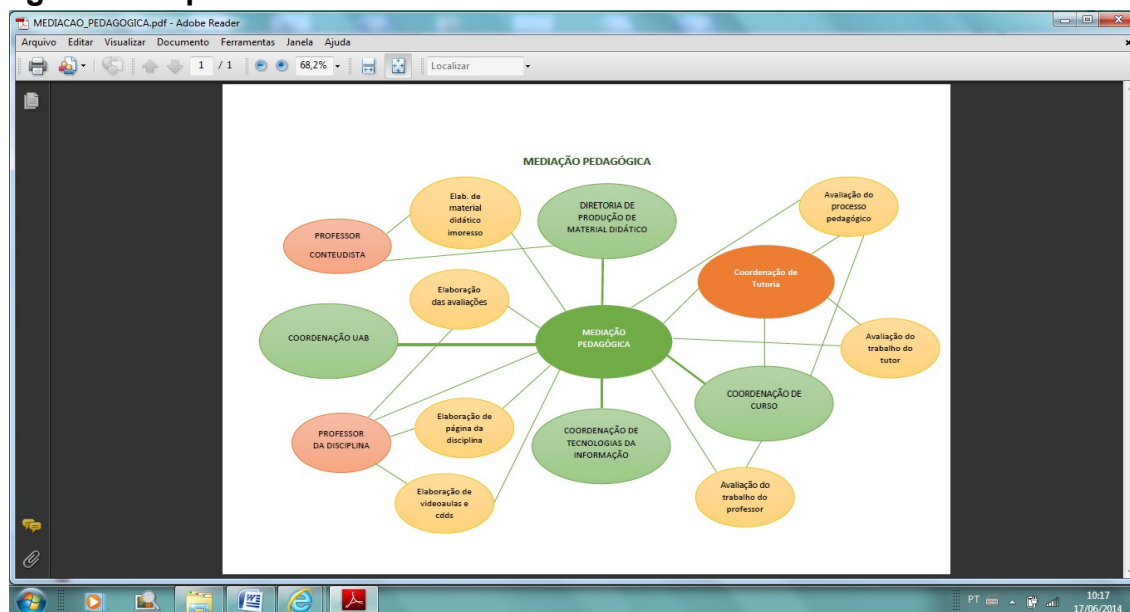 MEDIACAO_PEDAGOGICA.pdf - Adobe Reader
Arquivo Editar Visualizar Documento Ferramentas Janela Ajuda
1 / 1 68,2% Localizar
MEDIAÇÃO PEDAGÓGICA
Elab. de
material
didático
imoresso
DIRETORIA DE
PRODUÇÃO DE
MATERIAL DIDÁTICO
Avaliação do
processo
pedagógico
PROFESSOR
CONTEUDISTA
Coordenação de
Tutoria
Elaboração
das avaliações
COORDENAÇÃO UAB
MEDIAÇÃO
PEDAGÓGICA
Avaliação do
trabalho do
tutor
COORDENAÇÃO DE
CURSO
Elaboração de
página da
disciplina
PROFESSOR
DA DISCIPLINA
COORDENAÇÃO DE
TECNOLOGIAS DA
INFORMAÇÃO
Elaboração de
videoaulas e
cdds
Avaliação do
trabalho do
professor
PT
10:17
17/06/2014